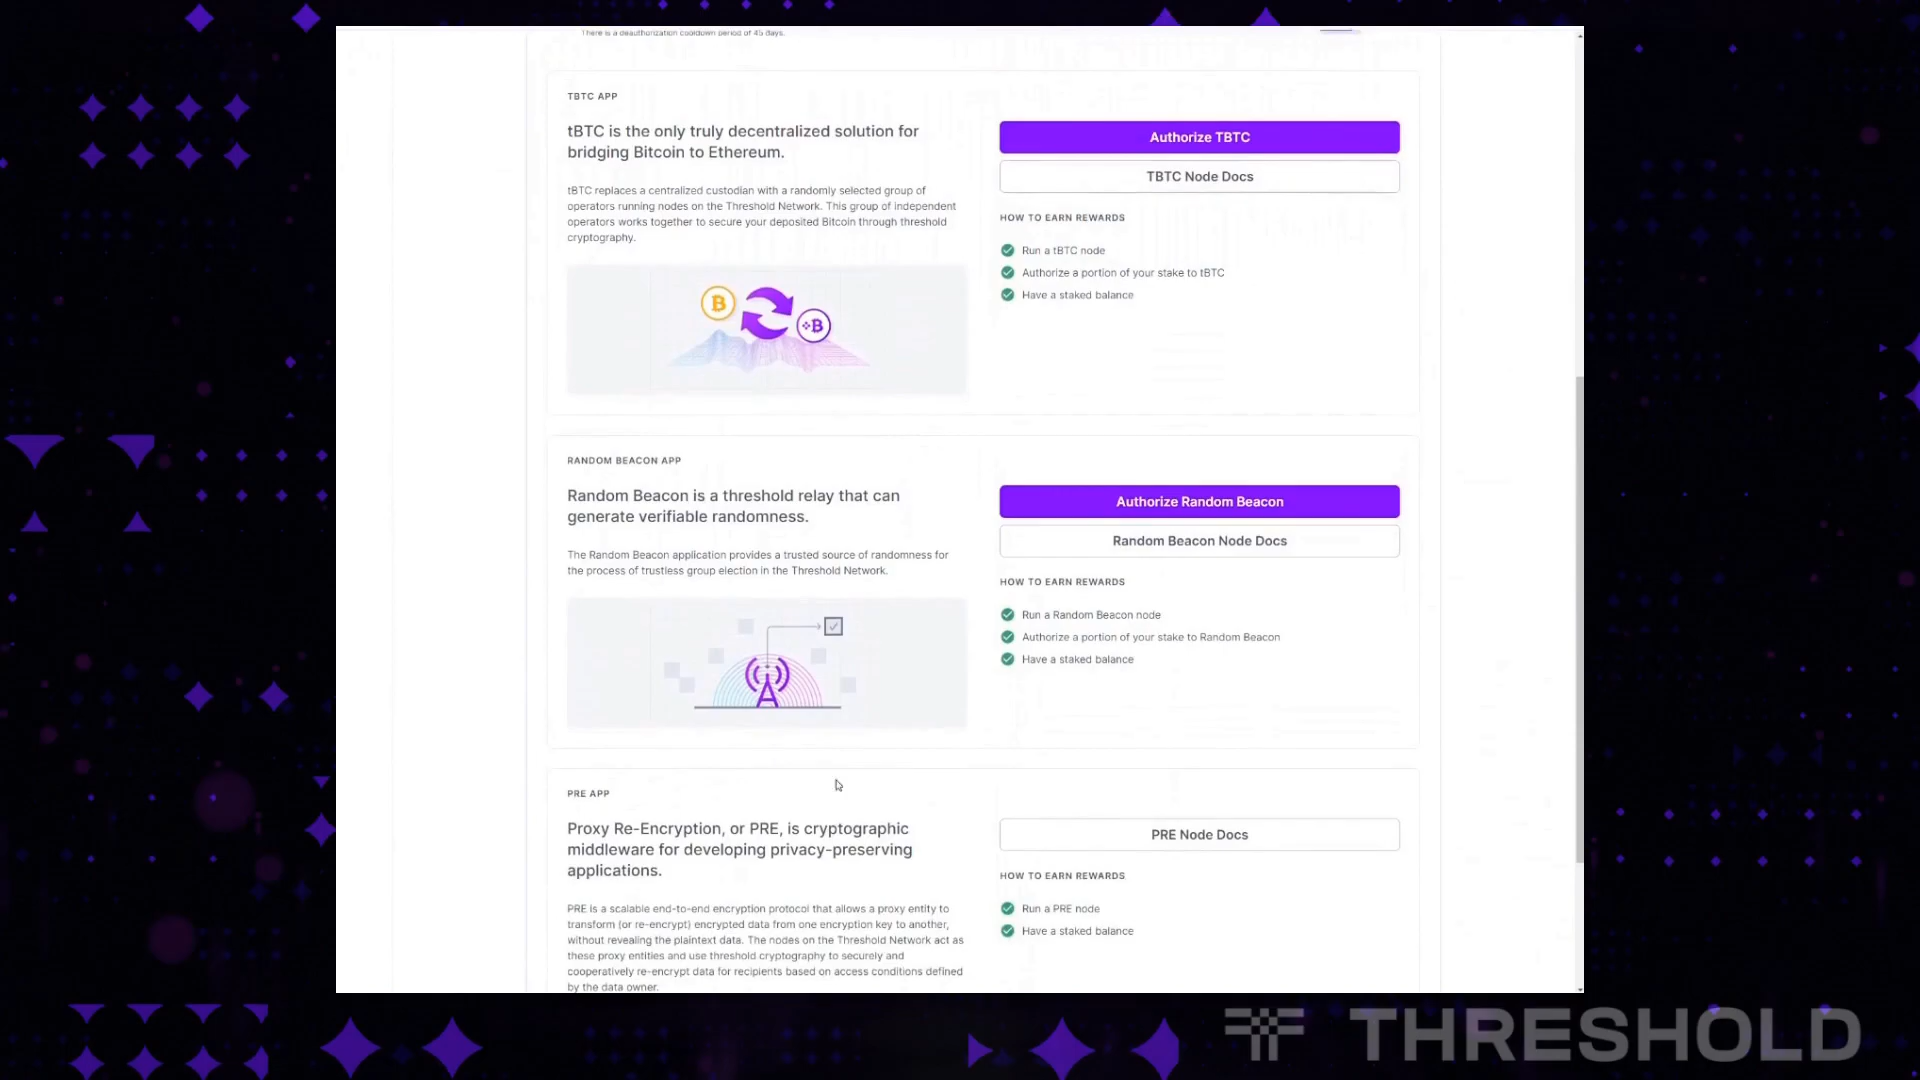 There is a deauthorization cooldown period of 45 days.
TBTC APP
tBTC is the only truly decentralized solution for
bridging Bitcoin to Ethereum.
tBTC replaces a centralized custodian with a randomly selected group of
operators running nodes on the Threshold Network. This group of independent
operators works together to secure your deposited Bitcoin through threshold
cryptography.
Authorize TBTC
TBTC Node Docs
HOW TO EARN REWARDS
Run a tBTC node
Authorize a portion of your stake to tBTC
Have a staked balance
RANDOM BEACON APP
Random Beacon is a threshold relay that can
generate verifiable randomness.
The Random Beacon application provides a trusted source of randomness for
the process of trustless group election in the Threshold Network.
Authorize Random Beacon
Random Beacon Node Docs
HOW TO EARN REWARDS
Run a Random Beacon node
Authorize a portion of your stake to Random Beacon
Have a staked balance
PRE APP
Proxy Re-Encryption, or PRE, is cryptographic
middleware for developing privacy-preserving
applications.
PRE is a scalable end-to-end encryption protocol that allows a proxy entity to
transform (or re-encrypt) encrypted data from one encryption key to another,
without revealing the plaintext data. The nodes on the Threshold Network act as
these proxy entities and use threshold cryptography to securely and
cooperatively re-encrypt data for recipients based on access conditions defined
by the data owner.
PRE Node Docs
HOW TO EARN REWARDS
Run a PRE node
Have a staked balance
THRESHOLD